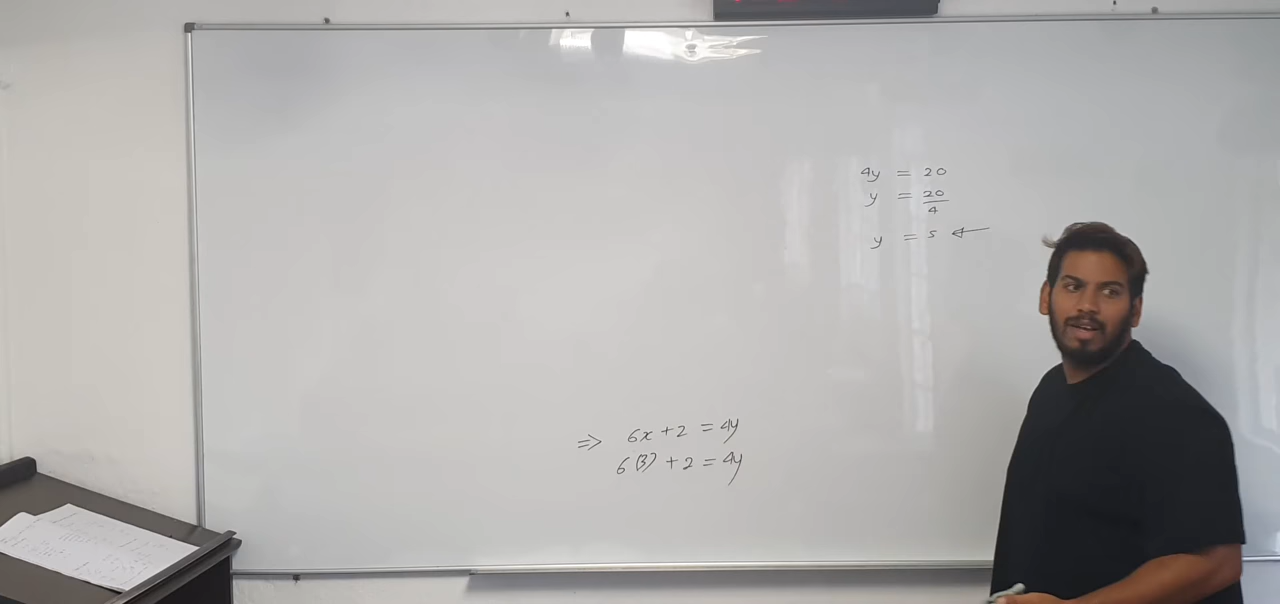 4y = 20
y = 20/4
y = 5 ←
⇒ 6x + 2 = 4y
6(3) + 2 = 4y